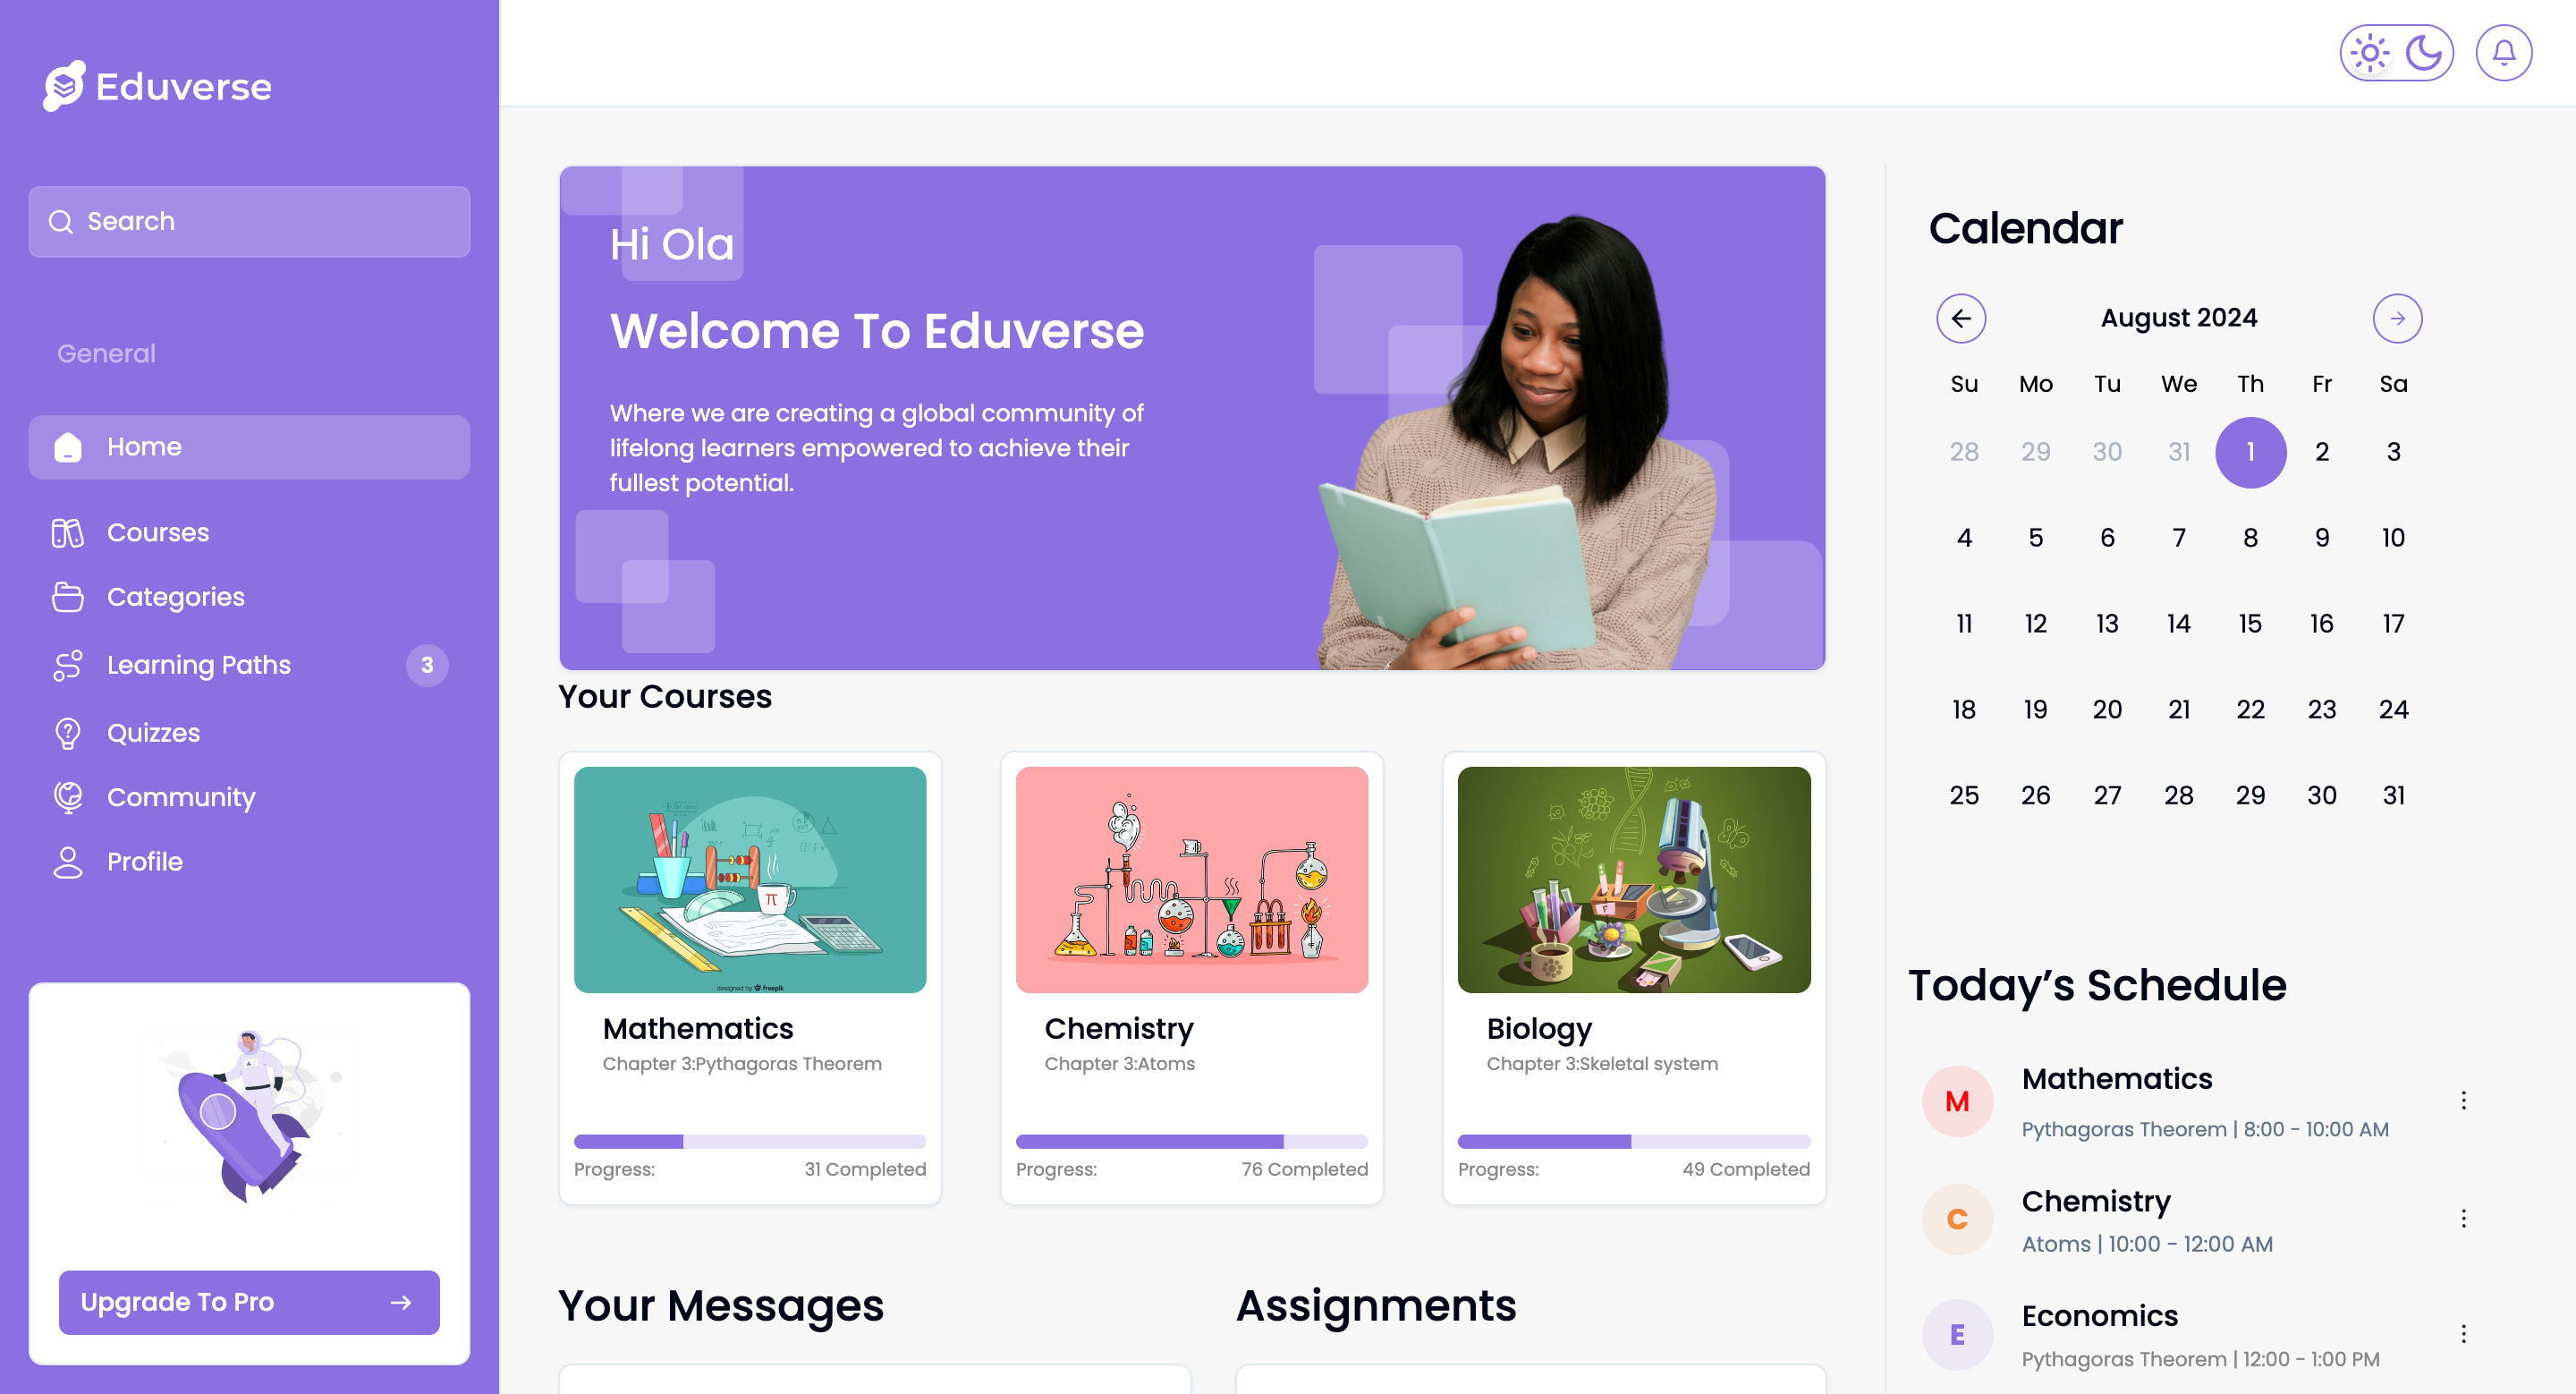 Eduverse
Search
General
Home
Courses
Categories
Learning Paths
3
Quizzes
Community
Profile
Upgrade To Pro
Hi Ola
Welcome To Eduverse
Where we are creating a global community of
lifelong learners empowered to achieve their
fullest potential.
Your Courses
π
designed by freepik
Mathematics
Chapter 3:Pythagoras Theorem
Progress:
31 Completed
Chemistry
Chapter 3:Atoms
Progress:
76 Completed
F
Biology
Chapter 3:Skeletal system
Progress:
49 Completed
Your Messages
Assignments
Calendar
August 2024
Su Mo Tu We Th Fr Sa
28 29 30 31 1 2 3
4 5 6 7 8 9 10
11 12 13 14 15 16 17
18 19 20 21 22 23 24
25 26 27 28 29 30 31
Today’s Schedule
M
Mathematics
Pythagoras Theorem | 8:00 - 10:00 AM
C
Chemistry
Atoms | 10:00 - 12:00 AM
E
Economics
Pythagoras Theorem | 12:00 - 1:00 PM